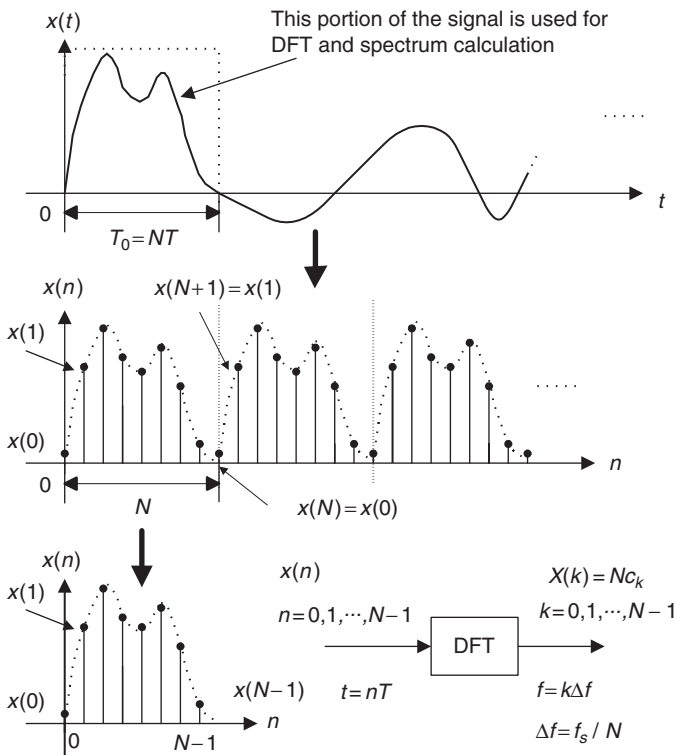 x(t)
This portion of the signal is used for
DFT and spectrum calculation
0
t
T₀=NT
x(n)
x(N+1)=x(1)
x(1)
x(0)
0
n
N
x(N)=x(0)
x(n)
x(1)
x(0)
0
N−1
x(N−1)
n
x(n)
n=0,1,···,N−1
t=nT
DFT
X(k)=Ncₖ
k=0,1,···,N−1
f=kΔf
Δf=fₛ/N